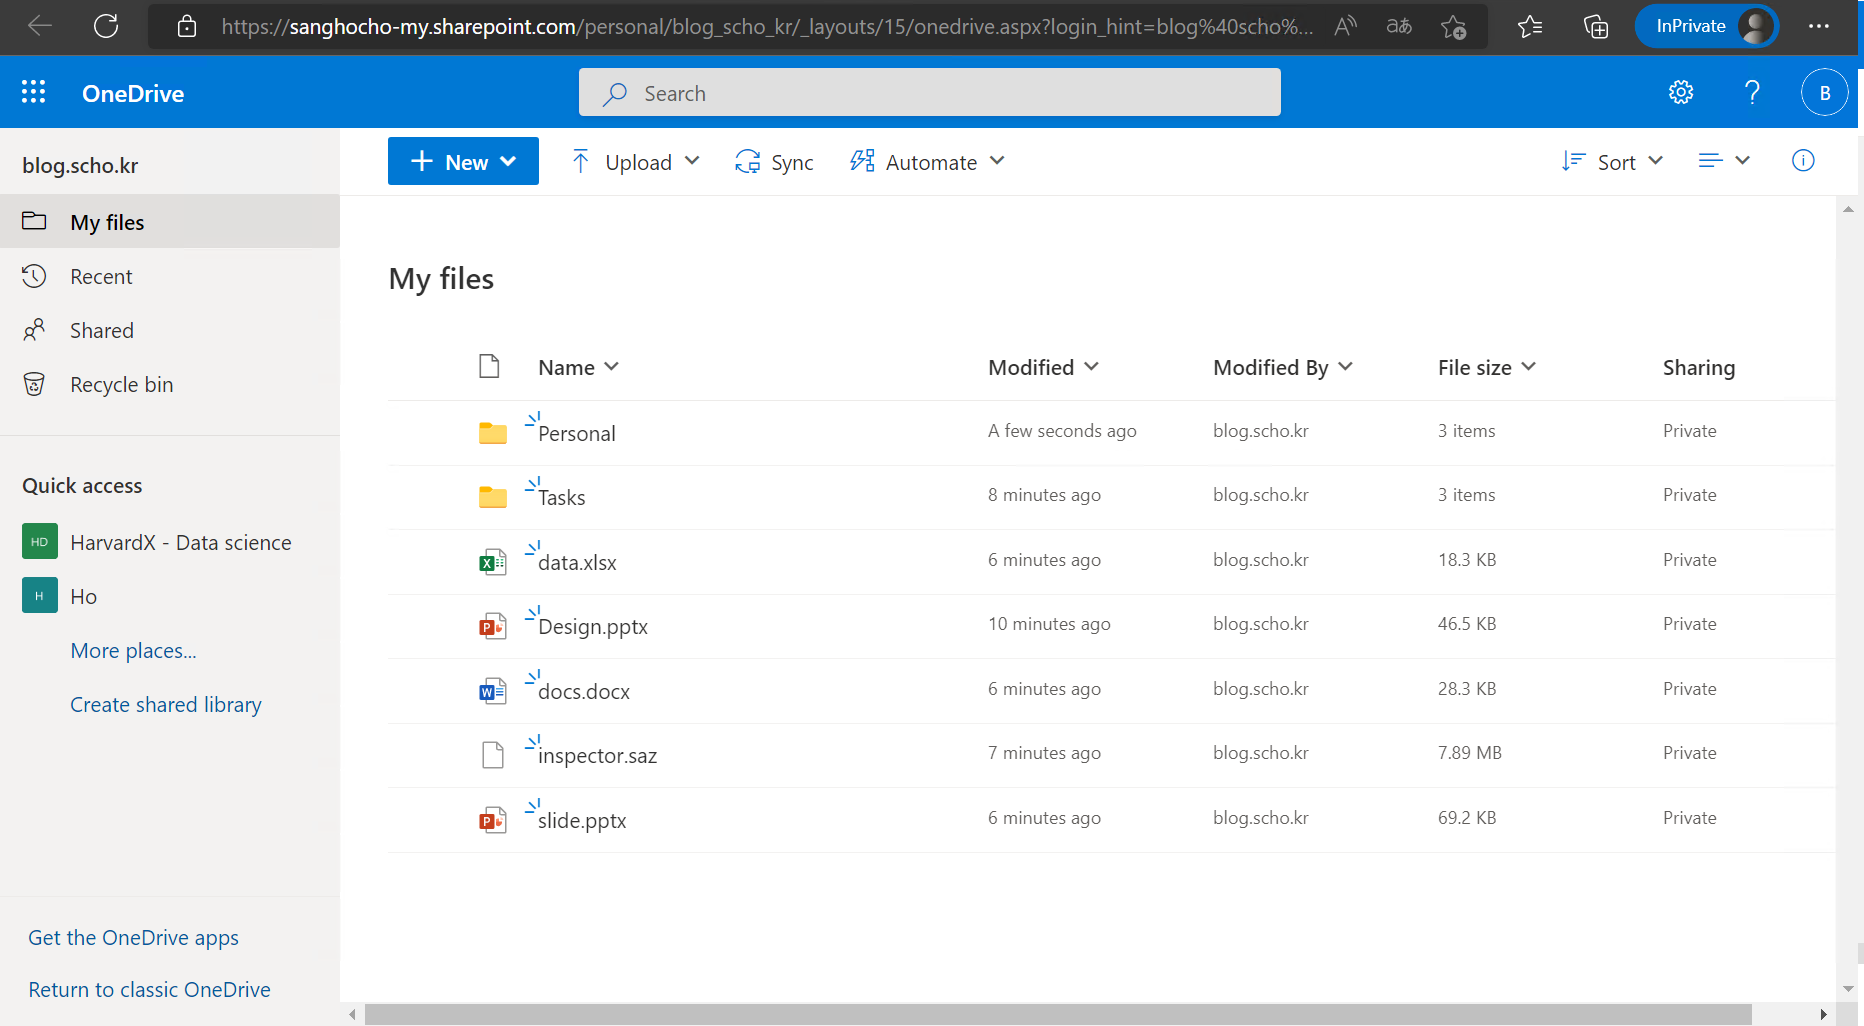 https://sanghocho-my.sharepoint.com/personal/blog_scho_kr/_layouts/15/onedrive.aspx?login_hint=blog%40scho%... A aあ InPrivate
OneDrive Search ? B
blog.scho.kr
My files
Recent
Shared
Recycle bin
Quick access
HD HarvardX - Data science
H Ho
More places...
Create shared library
Get the OneDrive apps
Return to classic OneDrive
+ New Upload Sync Automate Sort
My files
Name Modified Modified By File size Sharing
Personal A few seconds ago blog.scho.kr 3 items Private
Tasks 8 minutes ago blog.scho.kr 3 items Private
data.xlsx 6 minutes ago blog.scho.kr 18.3 KB Private
Design.pptx 10 minutes ago blog.scho.kr 46.5 KB Private
docs.docx 6 minutes ago blog.scho.kr 28.3 KB Private
inspector.saz 7 minutes ago blog.scho.kr 7.89 MB Private
slide.pptx 6 minutes ago blog.scho.kr 69.2 KB Private